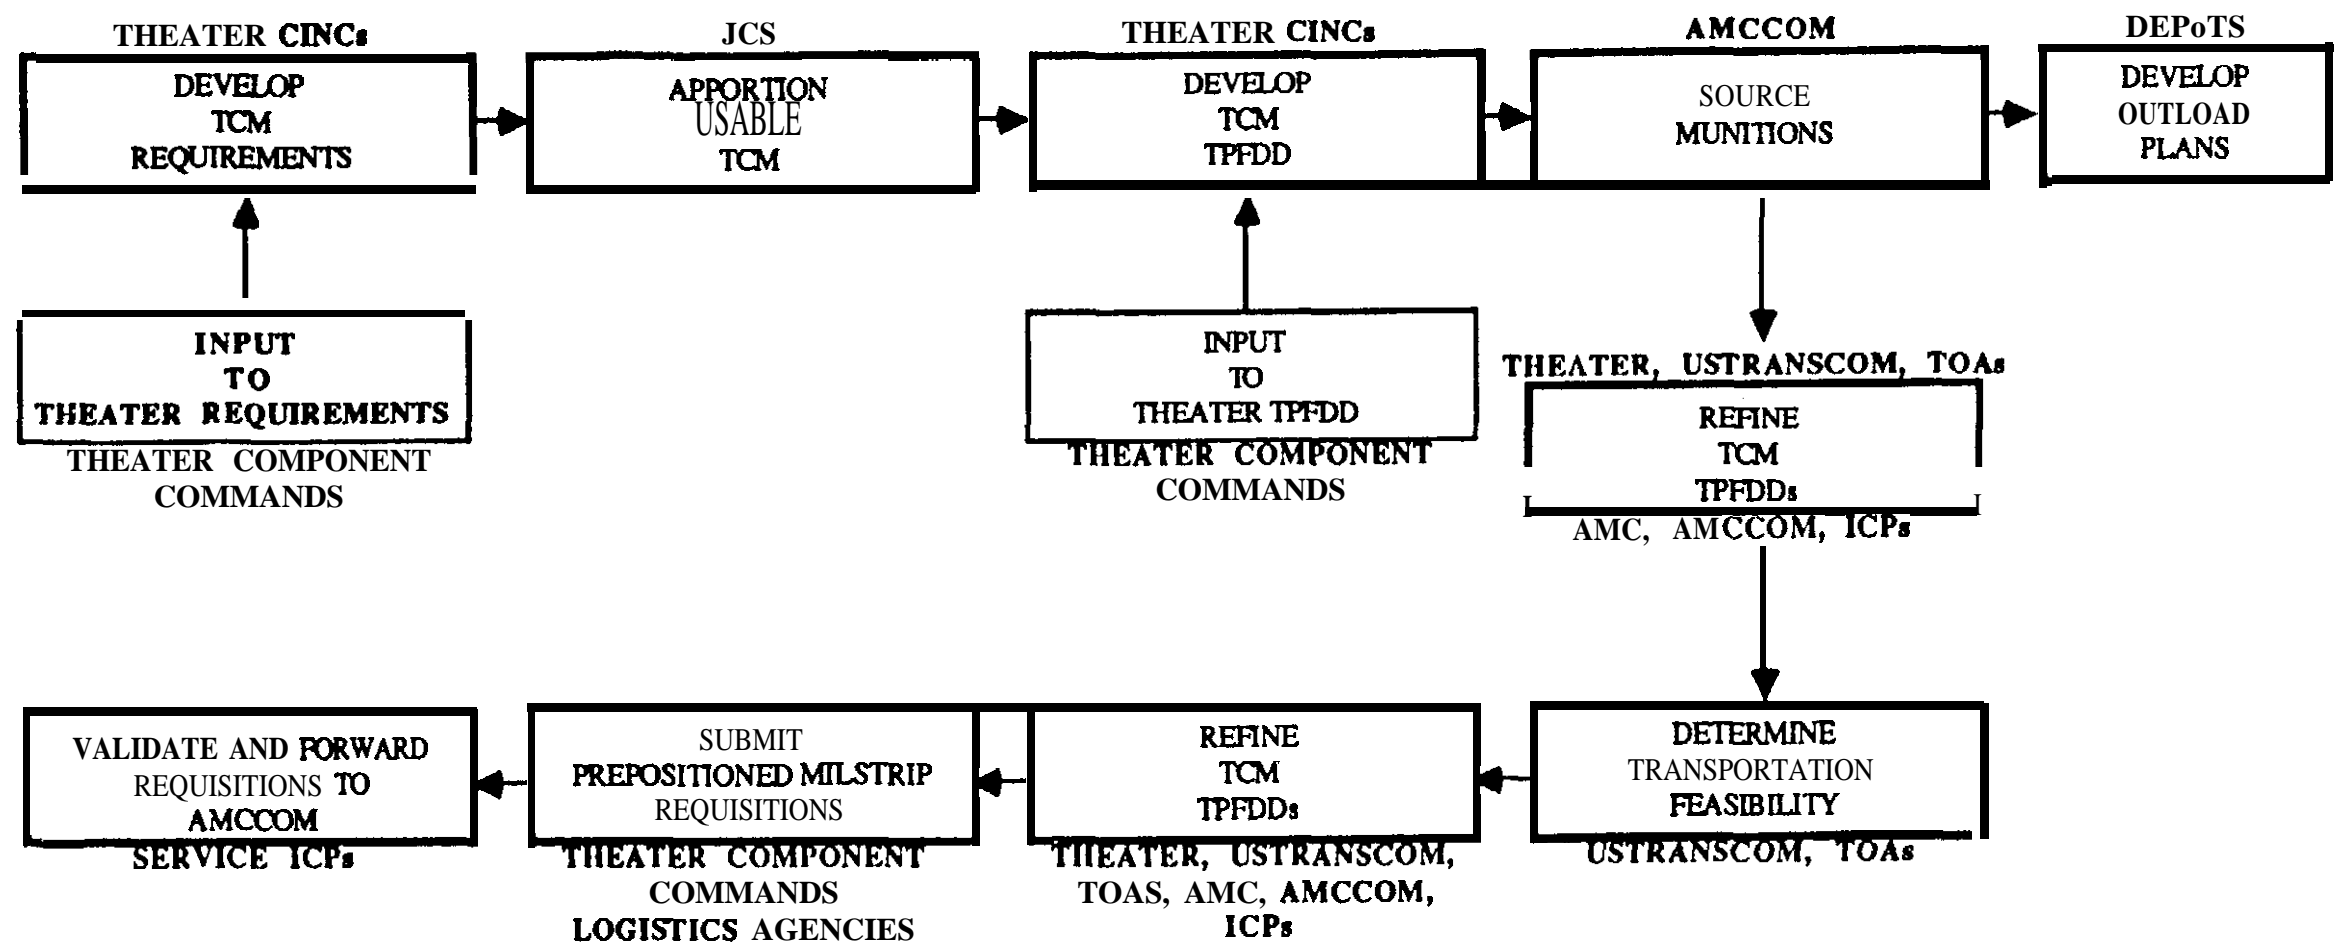 THEATER CINCs
DEVELOP
TCM
REQUIREMENTS
JCS
APPORTION
USABLE
TCM
THEATER CINCs
DEVELOP
TCM
TPFDD
AMCCOM
SOURCE
MUNITIONS
DEPoTS
DEVELOP
OUTLOAD
PLANS
INPUT
TO
THEATER REQUIREMENTS
THEATER COMPONENT
COMMANDS
INPUT
TO
THEATER TPFDD
THEATER COMPONENT
COMMANDS
THEATER, USTRANSCOM, TOAs
REFINE
TCM
TPFDDs
AMC, AMCCOM, ICPs
VALIDATE AND FORWARD
REQUISITIONS TO
AMCCOM
SERVICE ICPs
SUBMIT
PREPOSITIONED MILSTRIP
REQUISITIONS
THEATER COMPONENT
COMMANDS
LOGISTICS AGENCIES
REFINE
TCM
TPFDDs
THEATER, USTRANSCOM,
TOAS, AMC, AMCCOM,
ICPs
DETERMINE
TRANSPORTATION
FEASIBILITY
USTRANSCOM, TOAs